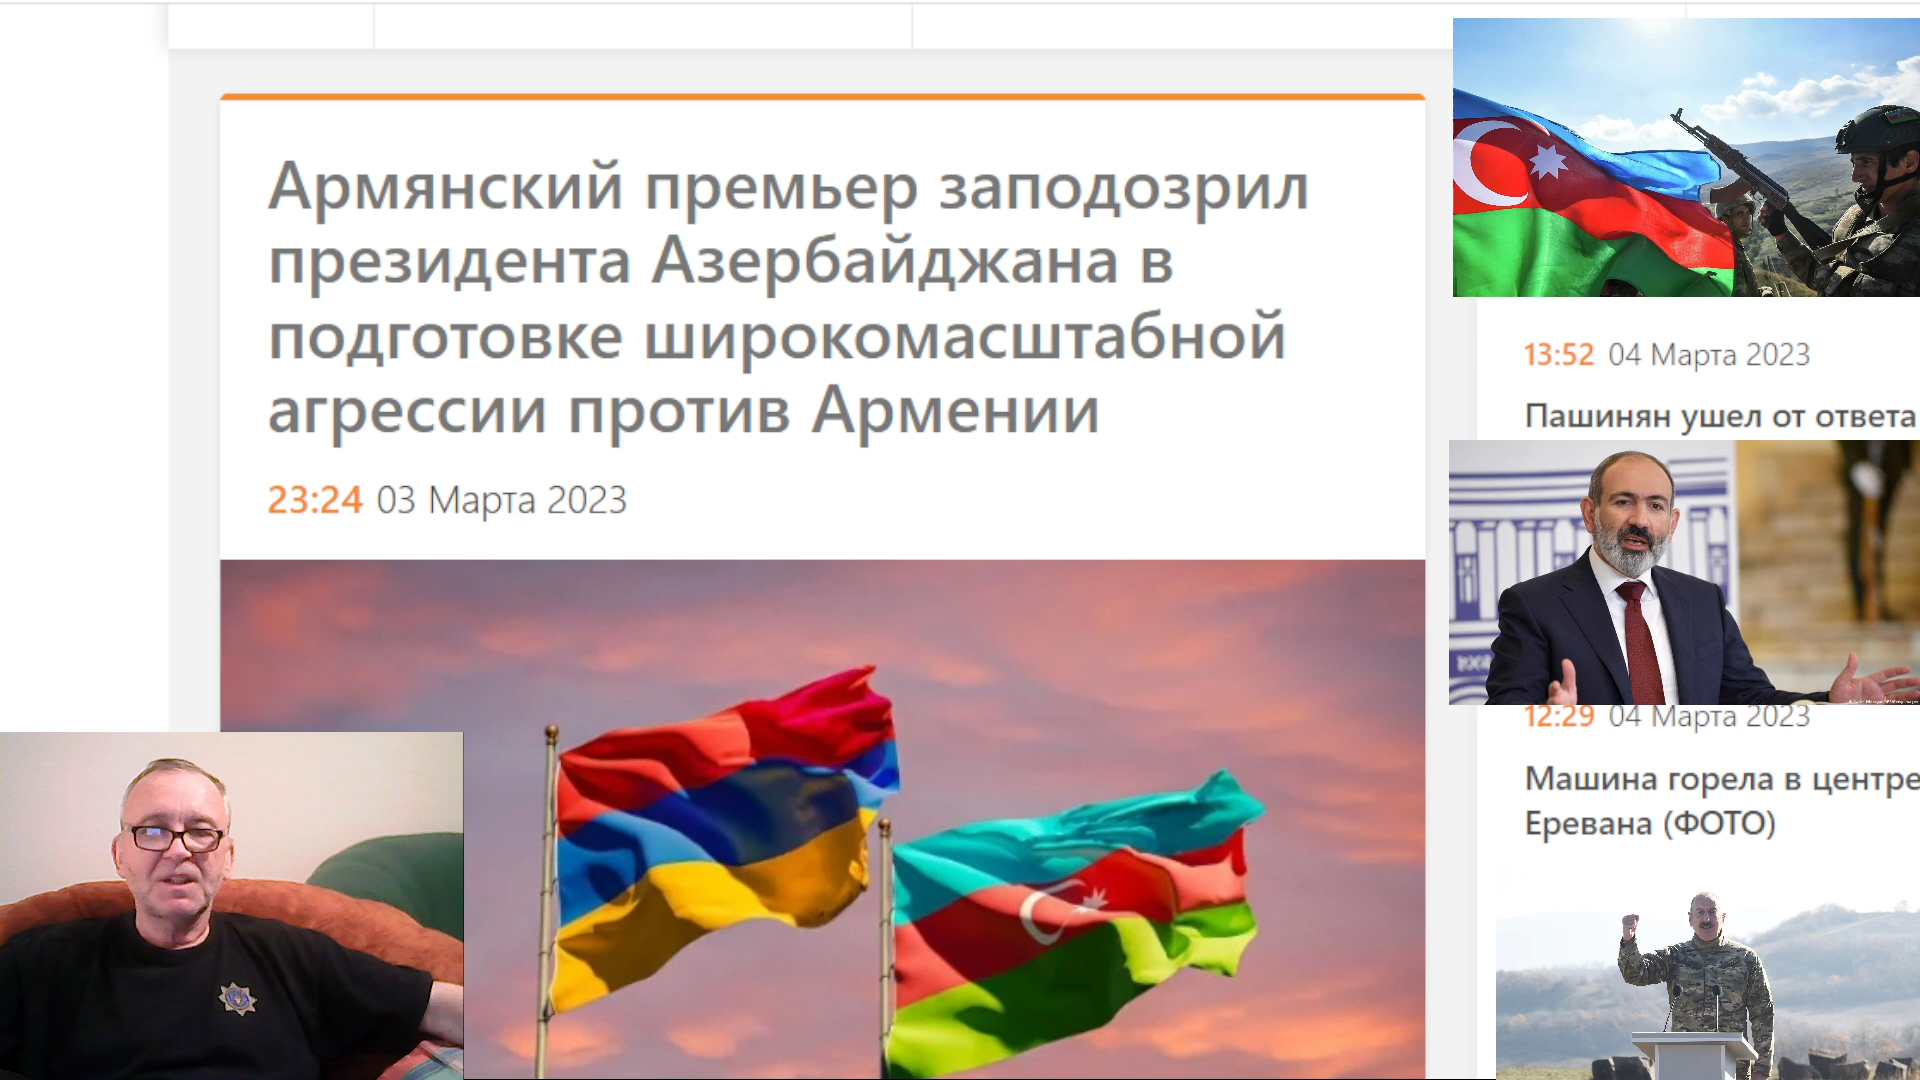 Армянский премьер заподозрил
президента Азербайджана в
подготовке широкомасштабной
агрессии против Армении
23:24 03 Марта 2023
13:52 04 Марта 2023
Пашинян ушел от ответа
12:29 04 Марта 2023
Машина горела в центре
Еревана (ФОТО)